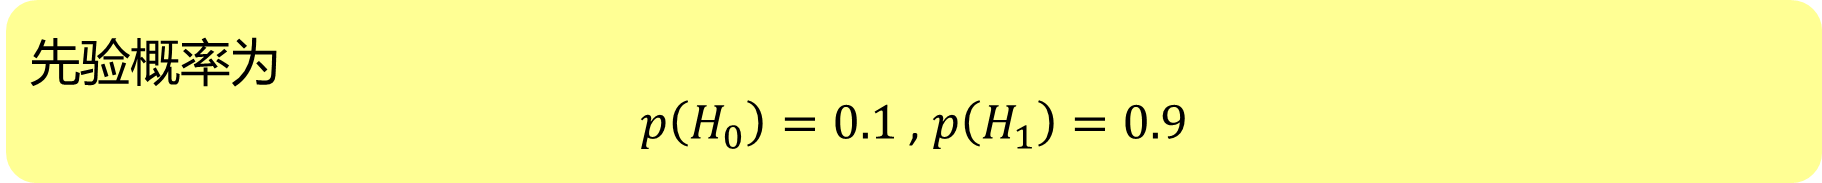 先验概率为
p(H₀) = 0.1 , p(H₁) = 0.9